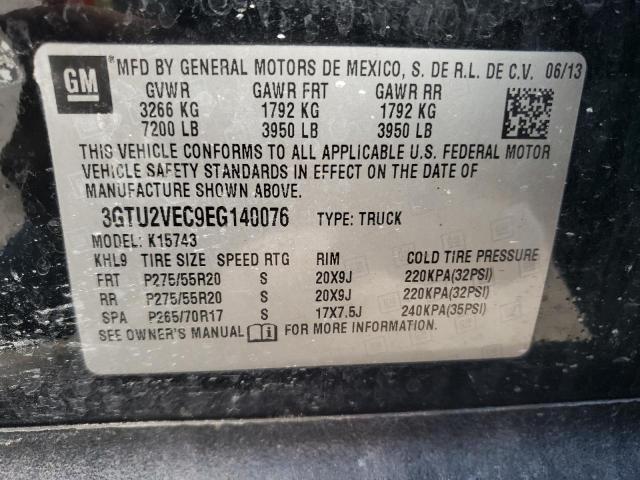 GM MFD BY GENERAL MOTORS DE MEXICO, S. DE R.L. DE C.V. 06/13
GVWR GAWR FRT GAWR RR
3266 KG 1792 KG 1792 KG
7200 LB 3950 LB 3950 LB
THIS VEHICLE CONFORMS TO ALL APPLICABLE U.S. FEDERAL MOTOR
VEHICLE SAFETY STANDARDS IN EFFECT ON THE DATE OF
MANUFACTURE SHOWN ABOVE.
3GTU2VEC9EG140076 TYPE: TRUCK
MODEL: K15743
KHL9 TIRE SIZE SPEED RTG RIM COLD TIRE PRESSURE
FRT P275/55R20 S 20X9J 220KPA(32PSI)
RR P275/55R20 S 20X9J 220KPA(32PSI)
SPA P265/70R17 S 17X7.5J 240KPA(35PSI)
SEE OWNER'S MANUAL FOR MORE INFORMATION.